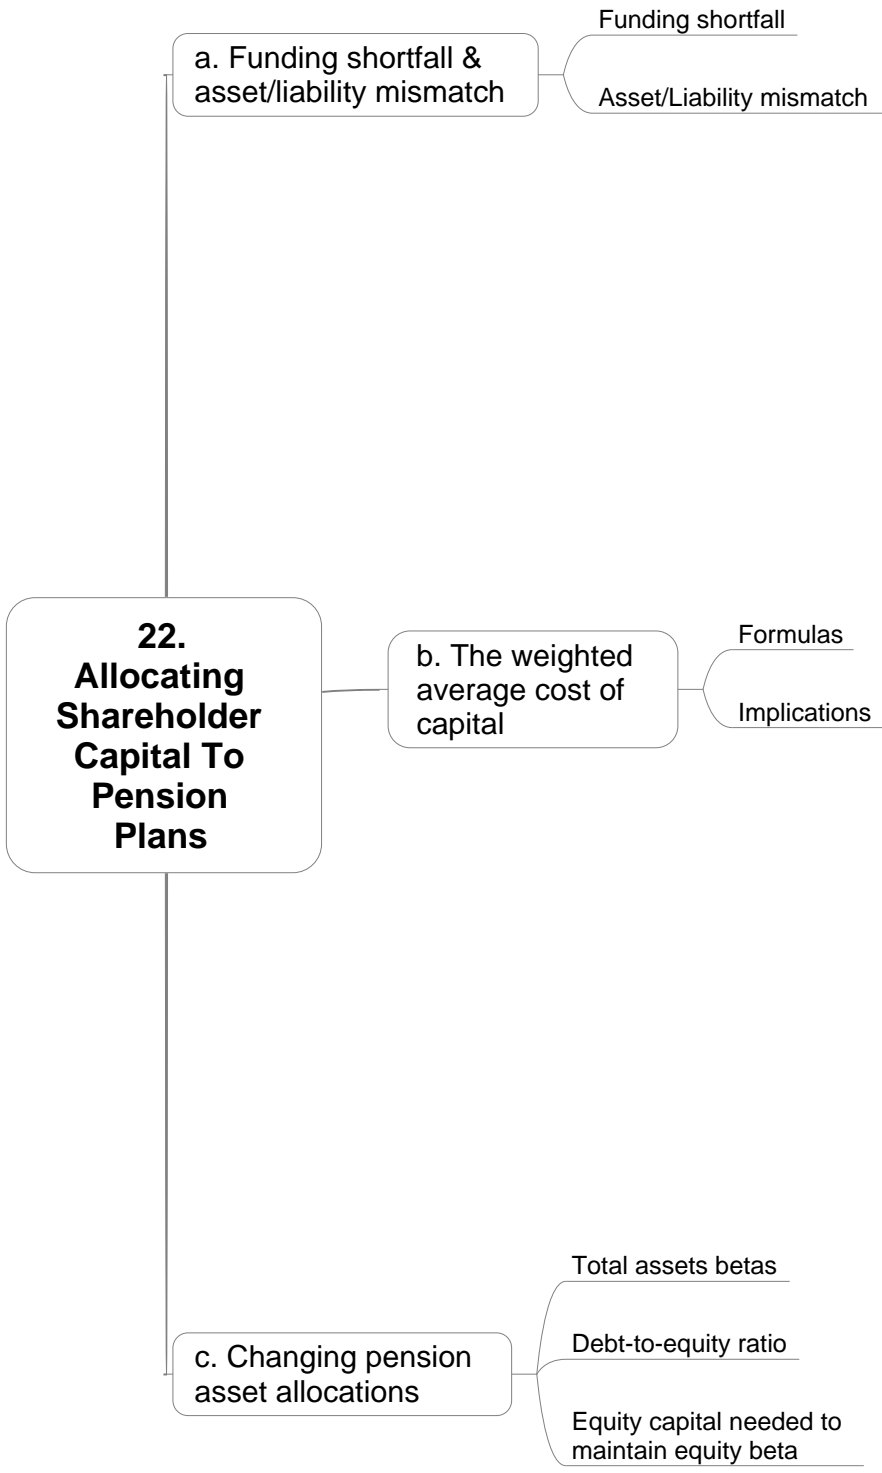 a. Funding shortfall &
asset/liability mismatch
Funding shortfall
Asset/Liability mismatch
22.
Allocating
Shareholder
Capital To
Pension
Plans
b. The weighted
average cost of
capital
Formulas
Implications
c. Changing pension
asset allocations
Total assets betas
Debt-to-equity ratio
Equity capital needed to
maintain equity beta